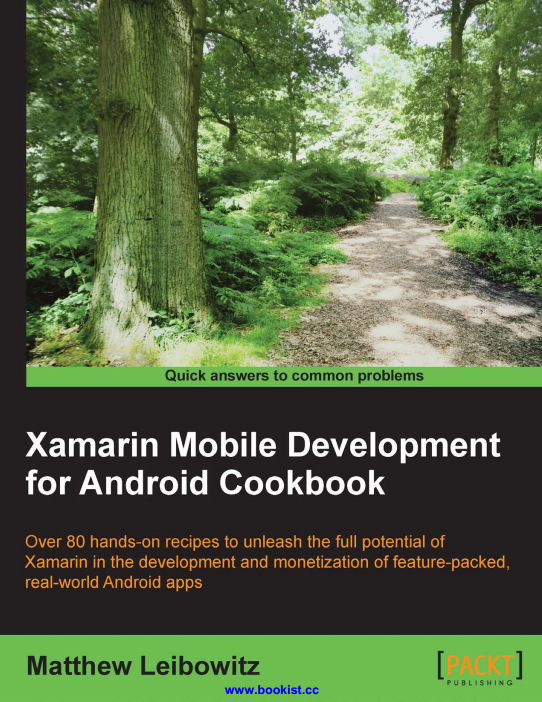 Quick answers to common problems
Xamarin Mobile Development
for Android Cookbook
Over 80 hands-on recipes to unleash the full potential of
Xamarin in the development and monetization of feature-packed,
real-world Android apps
Matthew Leibowitz
[PACKT]
PUBLISHING
www.bookist.cc